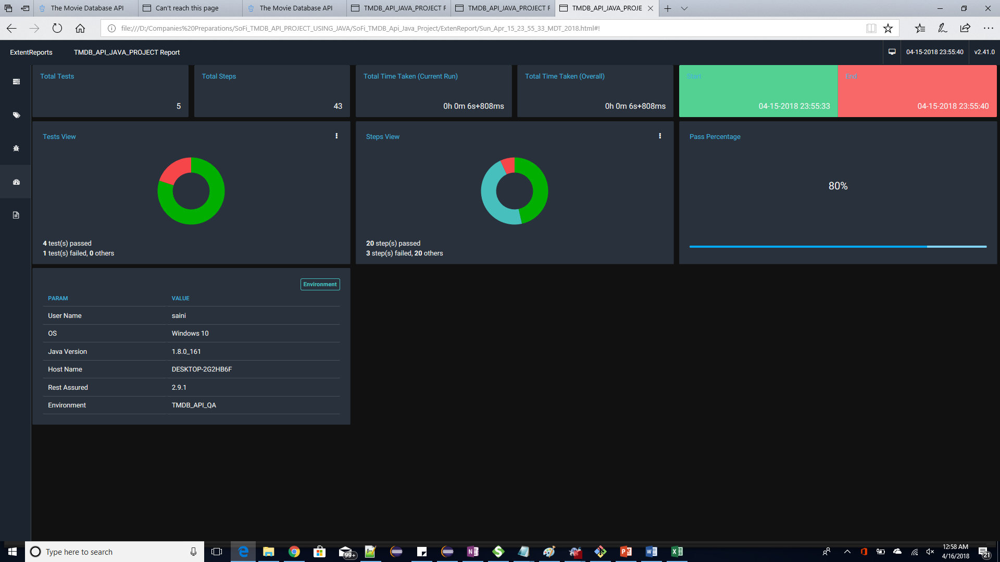 The Movie Database API
Can't reach this page
The Movie Database API
TMDB_API_JAVA_PROJECT F
TMDB_API_JAVA_PROJECT F
TMDB_API_JAVA_PROJE
file:///D:/Companies%20Preparations/SoFi_TMDB_API_PROJECT_USING_JAVA/SoFi_TMDB_Api_Java_Project/ExtenReport/Sun_Apr_15_23_55_33_MDT_2018.html#!
ExtentReports
TMDB_API_JAVA_PROJECT Report
04-15-2018 23:55:40
v2.41.0
Total Tests
5
Total Steps
43
Total Time Taken (Current Run)
0h 0m 6s+808ms
Total Time Taken (Overall)
0h 0m 6s+808ms
Start
04-15-2018 23:55:33
End
04-15-2018 23:55:40
Tests View
4 test(s) passed
1 test(s) failed, 0 others
Steps View
20 step(s) passed
3 step(s) failed, 20 others
Pass Percentage
80%
Environment
PARAM VALUE
User Name saini
OS Windows 10
Java Version 1.8.0_161
Host Name DESKTOP-2G2HB6F
Rest Assured 2.9.1
Environment TMDB_API_QA
Type here to search
99+
12:58 AM
4/16/2018
21